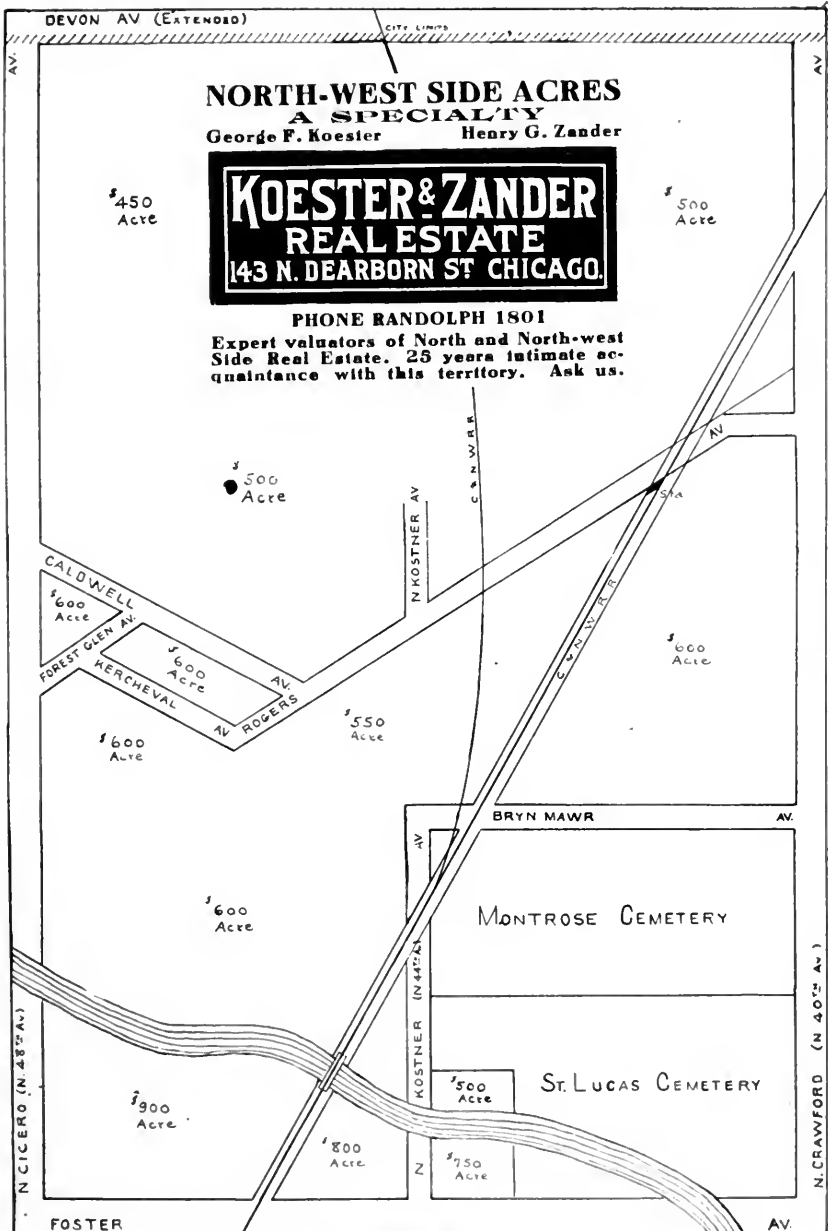 DEVON AV (EXTENDED)
CITY LIMITS
AV.
AV
NORTH-WEST SIDE ACRES
A SPECIALTY
George F. Koester Henry G. Zander
KOESTER & ZANDER
REAL ESTATE
143 N. DEARBORN ST CHICAGO.
PHONE RANDOLPH 1801
Expert valuators of North and North-west
Side Real Estate. 25 years intimate ac-
quaintance with this territory. Ask us.
$450
Acre
$500
Acre
$500
Acre
N KOSTNER AV
C & N W R R
AV
Sta
CALDWELL AV.
$600
Acre
FOREST GLEN AV.
$600
Acre
KERCHEVAL AV
ROGERS
C & N W R R
$600
Acre
$550
Acre
$600
Acre
BRYN MAWR AV.
$600
Acre
MONTROSE CEMETERY
N KOSTNER (N 44TH AV) AV
N CICERO (N. 48TH AV)
N. CRAWFORD (N 40TH AV)
$500
Acre
ST. LUCAS CEMETERY
$900
Acre
$800
Acre
$750
Acre
FOSTER AV.